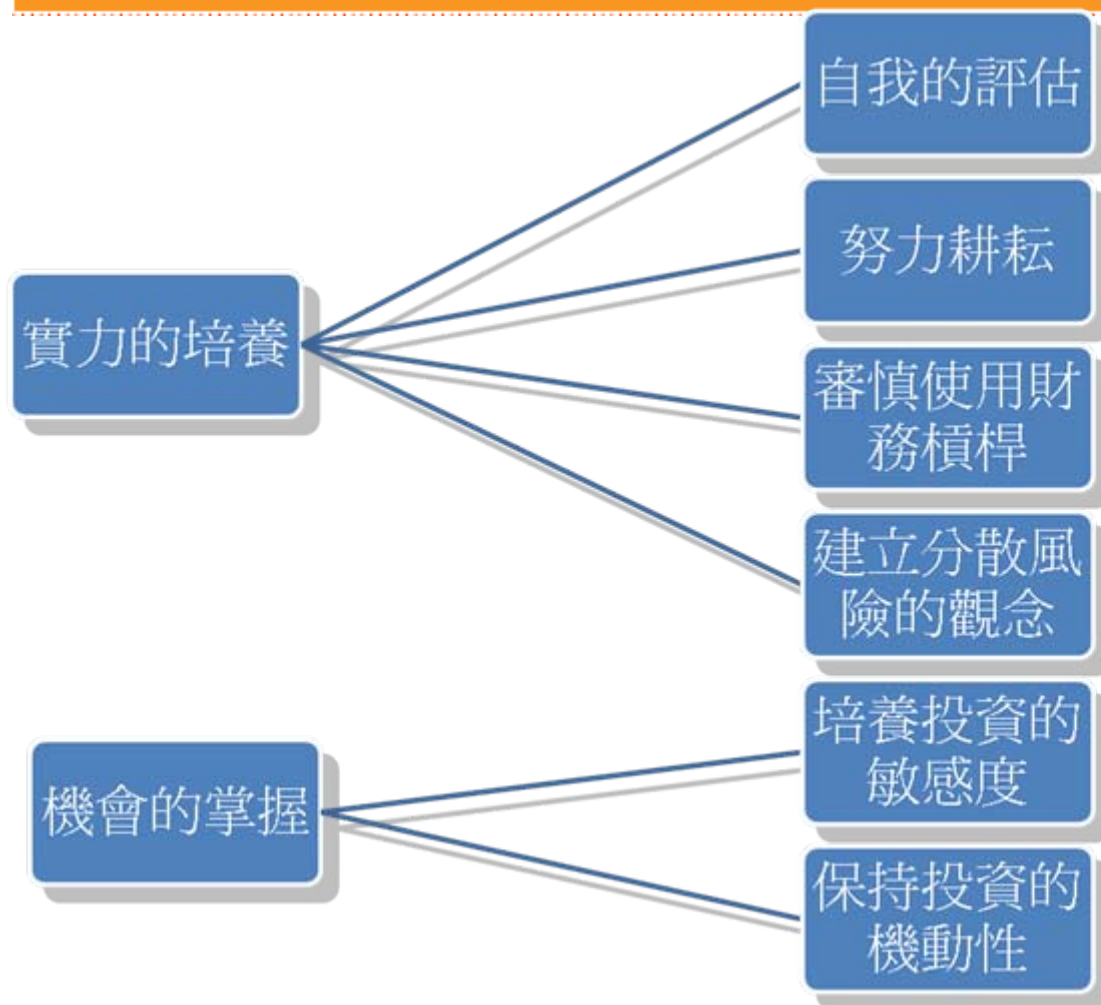 實力的培養
自我的評估
努力耕耘
審慎使用財
務槓桿
建立分散風
險的觀念
機會的掌握
培養投資的
敏感度
保持投資的
機動性